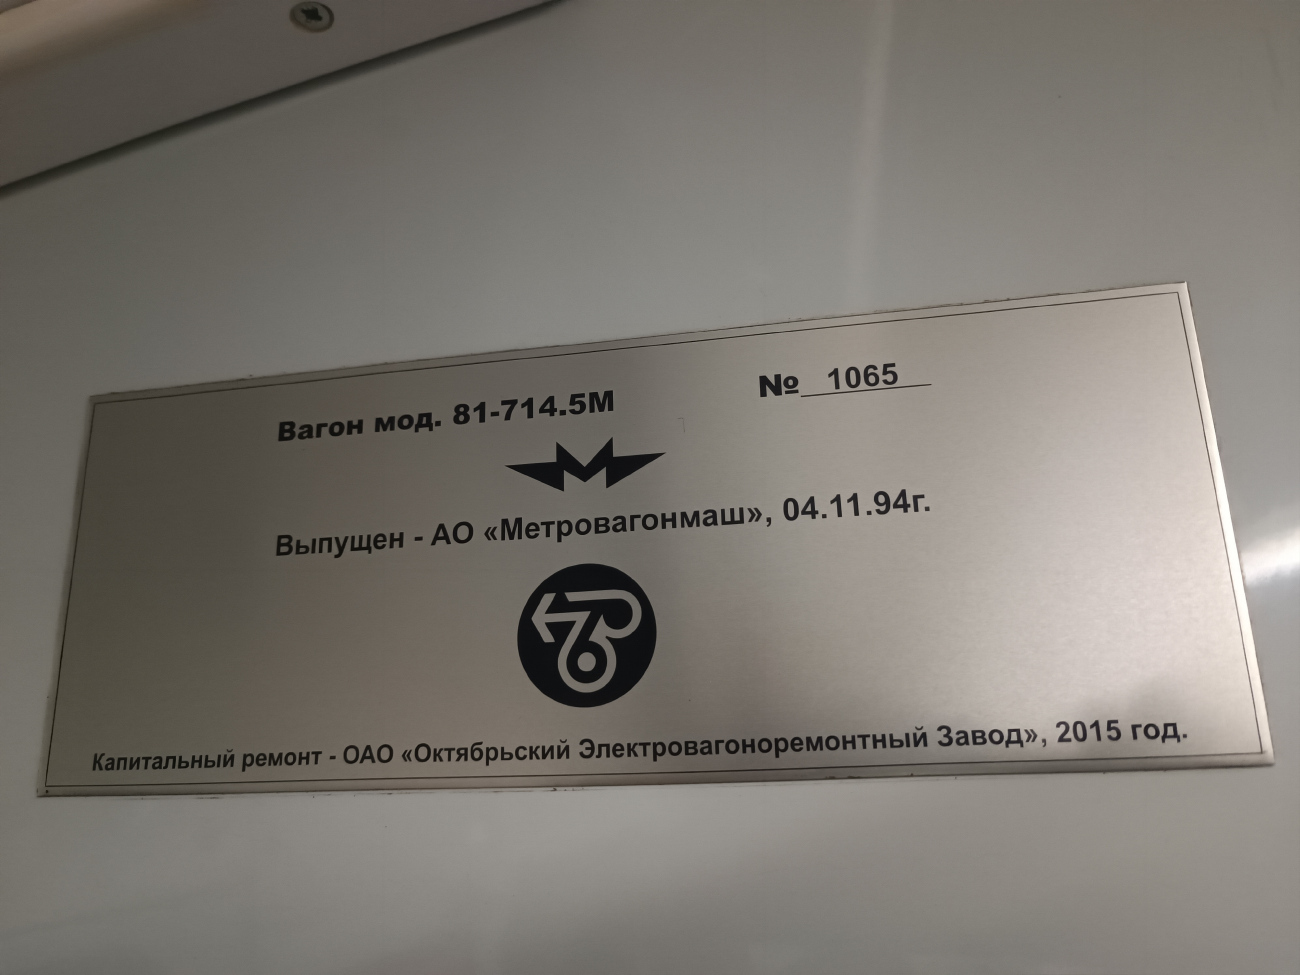 Вагон мод. 81-714.5М № 1065
Выпущен - АО «Метровагонмаш», 04.11.94г.
Капитальный ремонт - ОАО «Октябрьский Электровагоноремонтный Завод», 2015 год.